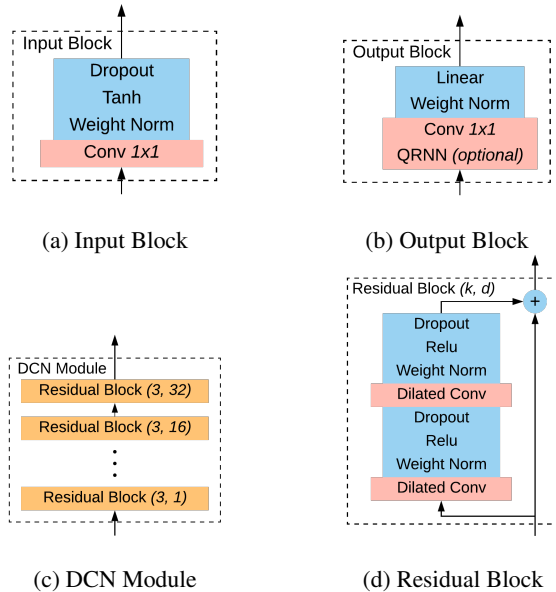 Input Block
Dropout
Tanh
Weight Norm
Conv 1x1
(a) Input Block
Output Block
Linear
Weight Norm
Conv 1x1
QRNN (optional)
(b) Output Block
DCN Module
Residual Block (3, 32)
Residual Block (3, 16)
Residual Block (3, 1)
(c) DCN Module
Residual Block (k, d)
+
Dropout
Relu
Weight Norm
Dilated Conv
Dropout
Relu
Weight Norm
Dilated Conv
(d) Residual Block